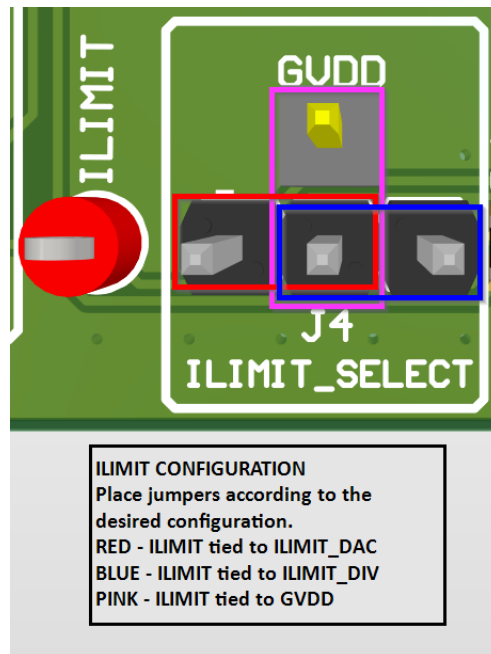 ILIMIT
GVDD
J4
ILIMIT_SELECT
ILIMIT CONFIGURATION
Place jumpers according to the
desired configuration.
RED - ILIMIT tied to ILIMIT_DAC
BLUE - ILIMIT tied to ILIMIT_DIV
PINK - ILIMIT tied to GVDD